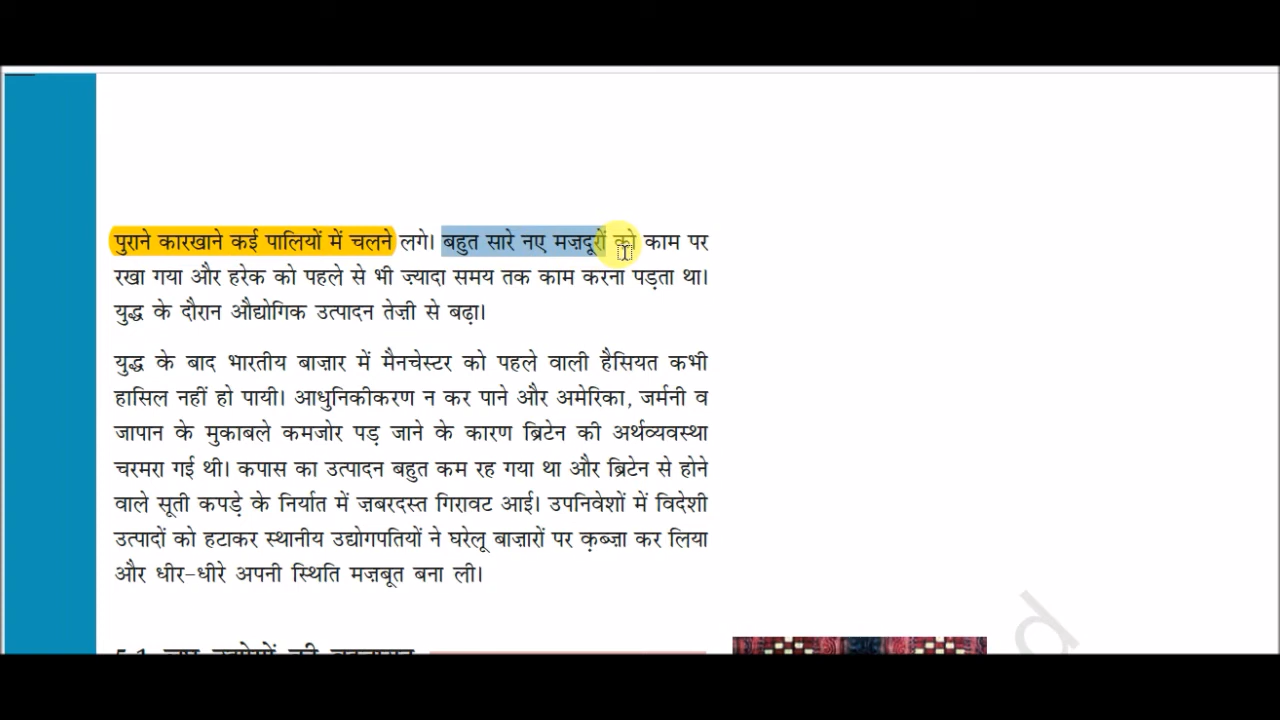 पुराने कारखाने कई पालियों में चलने लगे। बहुत सारे नए मज़दूरों को काम पर
रखा गया और हरेक को पहले से भी ज़्यादा समय तक काम करना पड़ता था।
युद्ध के दौरान औद्योगिक उत्पादन तेज़ी से बढ़ा।
युद्ध के बाद भारतीय बाज़ार में मैनचेस्टर को पहले वाली हैसियत कभी
हासिल नहीं हो पायी। आधुनिकीकरण न कर पाने और अमेरिका, जर्मनी व
जापान के मुकाबले कमजोर पड़ जाने के कारण ब्रिटेन की अर्थव्यवस्था
चरमरा गई थी। कपास का उत्पादन बहुत कम रह गया था और ब्रिटेन से होने
वाले सूती कपड़े के निर्यात में ज़बरदस्त गिरावट आई। उपनिवेशों में विदेशी
उत्पादों को हटाकर स्थानीय उद्योगपतियों ने घरेलू बाज़ारों पर क़ब्ज़ा कर लिया
और धीर-धीरे अपनी स्थिति मज़बूत बना ली।